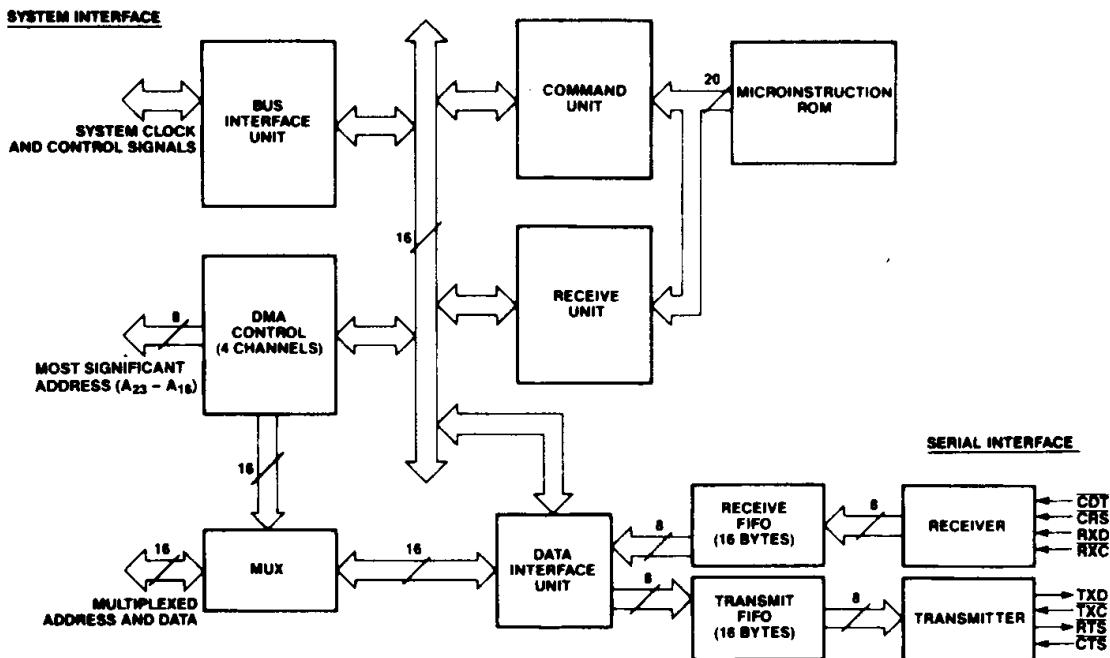 SYSTEM INTERFACE
BUS
INTERFACE
UNIT
SYSTEM CLOCK
AND CONTROL SIGNALS
COMMAND
UNIT
20
MICROINSTRUCTION
ROM
16
DMA
CONTROL
(4 CHANNELS)
8
MOST SIGNIFICANT
ADDRESS (A23 – A16)
RECEIVE
UNIT
16
MUX
16
MULTIPLEXED
ADDRESS AND DATA
16
DATA
INTERFACE
UNIT
SERIAL INTERFACE
8
RECEIVE
FIFO
(16 BYTES)
8
RECEIVER
CDT
CRS
RXD
RXC
8
TRANSMIT
FIFO
(16 BYTES)
8
TRANSMITTER
TXD
TXC
RTS
CTS